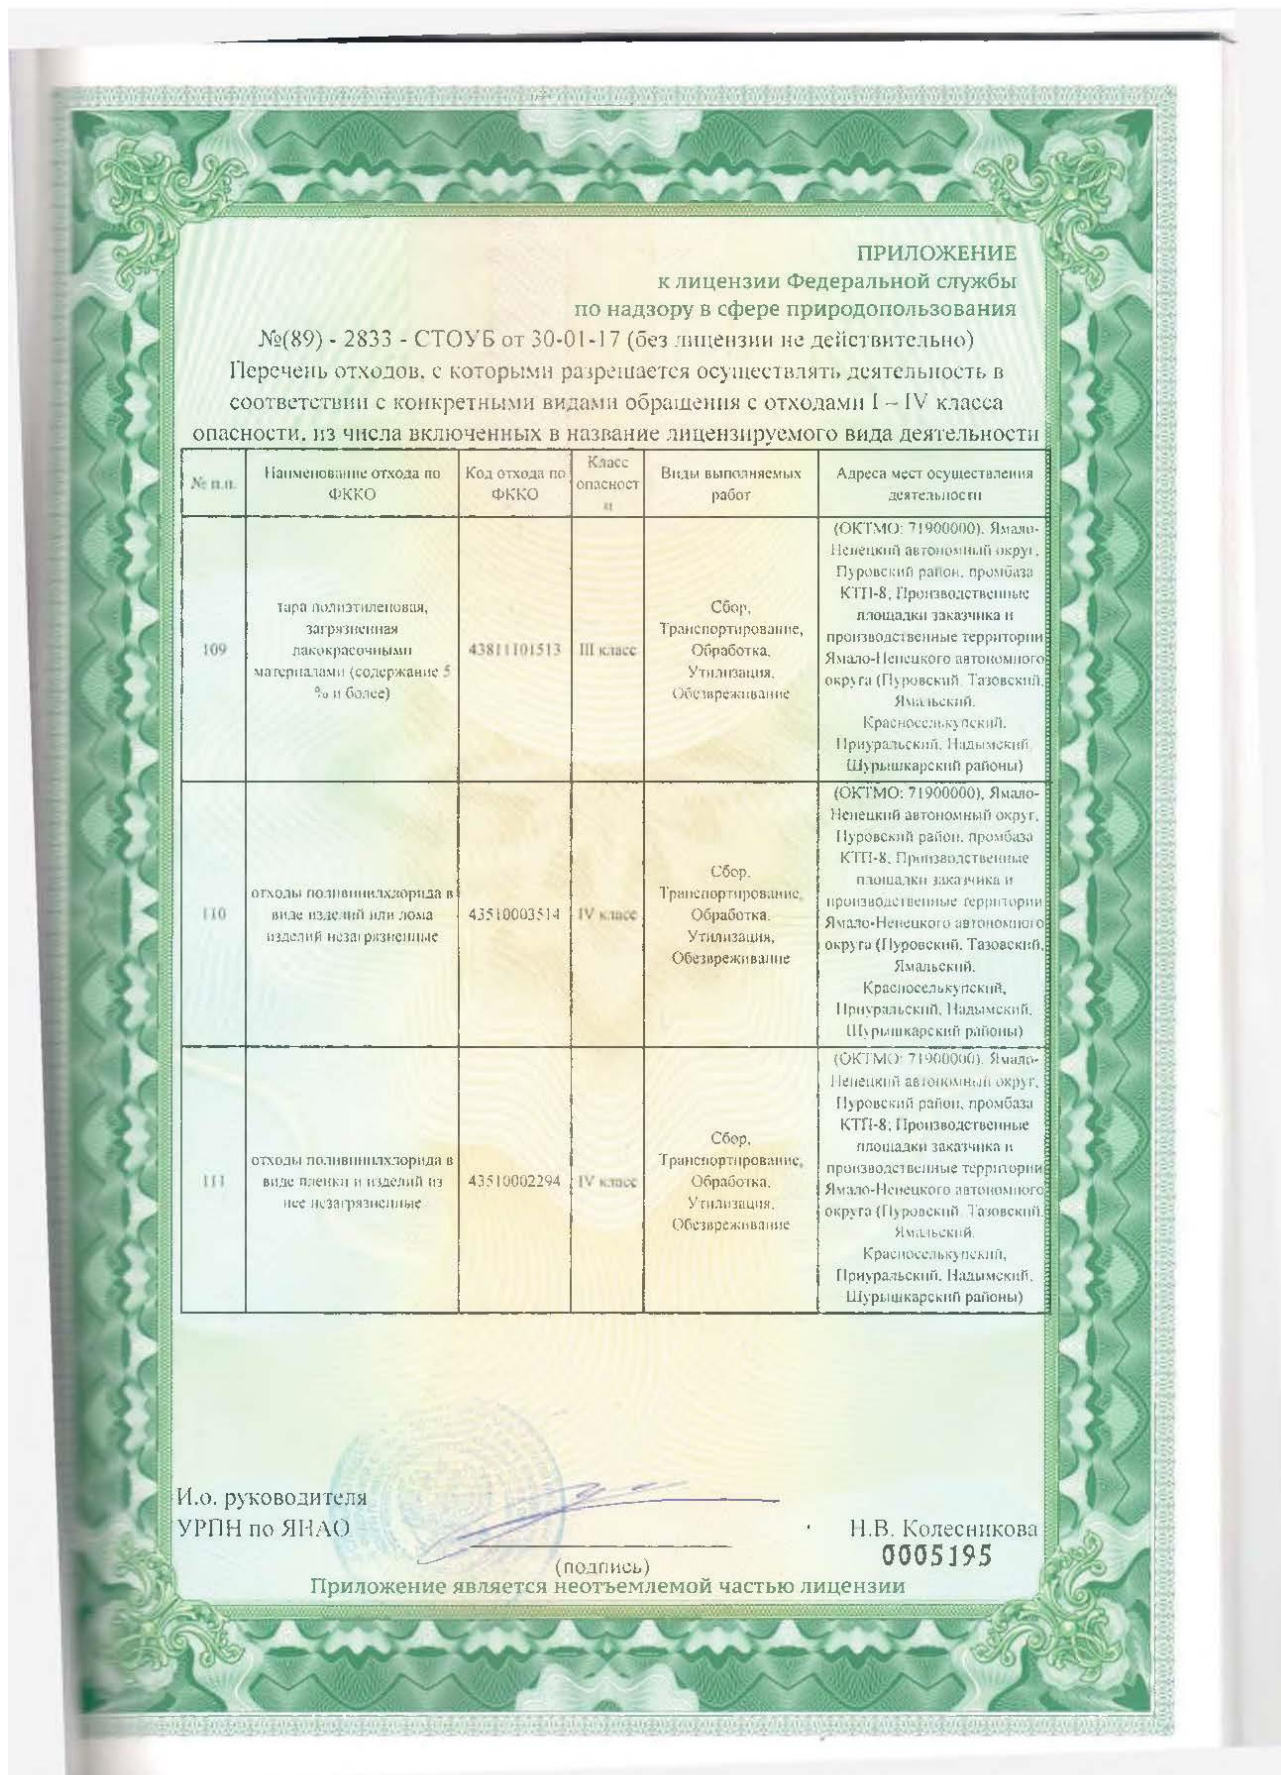 ПРИЛОЖЕНИЕ
к лицензии Федеральной службы
по надзору в сфере природопользования
№(89) - 2833 - СТОУБ от 30-01-17 (без лицензии не действительно)
Перечень отходов, с которыми разрешается осуществлять деятельность в
соответствии с конкретными видами обращения с отходами I – IV класса
опасности, из числа включенных в название лицензируемого вида деятельности
№ п.п.
Наименование отхода по
ФККО
Код отхода по
ФККО
Класс
опасност
и
Виды выполняемых
работ
Адреса мест осуществления
деятельности
109
тара полиэтиленовая,
загрязненная
лакокрасочными
материалами (содержание 5
% и более)
43811101513
III класс
Сбор,
Транспортирование,
Обработка,
Утилизация,
Обезвреживание
(ОКТМО: 71900000), Ямало-
Ненецкий автономный округ,
Пуровский район, промбаза
КТП-8; Производственные
площадки заказчика и
производственные территории
Ямало-Ненецкого автономного
округа (Пуровский, Тазовский,
Ямальский,
Красноселькупский,
Приуральский, Надымский,
Шурышкарский районы)
110
отходы поливинилхлорида в
виде изделий или лома
изделий незагрязненные
43510003514
IV класс
Сбор,
Транспортирование,
Обработка,
Утилизация,
Обезвреживание
(ОКТМО: 71900000), Ямало-
Ненецкий автономный округ,
Пуровский район, промбаза
КТП-8; Производственные
площадки заказчика и
производственные территории
Ямало-Ненецкого автономного
округа (Пуровский, Тазовский,
Ямальский,
Красноселькупский,
Приуральский, Надымский,
Шурышкарский районы)
111
отходы поливинилхлорида в
виде пленки и изделий из
нее незагрязненные
43510002294
IV класс
Сбор,
Транспортирование,
Обработка,
Утилизация,
Обезвреживание
(ОКТМО: 71900000), Ямало-
Ненецкий автономный округ,
Пуровский район, промбаза
КТП-8; Производственные
площадки заказчика и
производственные территории
Ямало-Ненецкого автономного
округа (Пуровский, Тазовский,
Ямальский,
Красноселькупский,
Приуральский, Надымский,
Шурышкарский районы)
И.о. руководителя
УРПН по ЯНАО
Н.В. Колесникова
0005195
(подпись)
Приложение является неотъемлемой частью лицензии